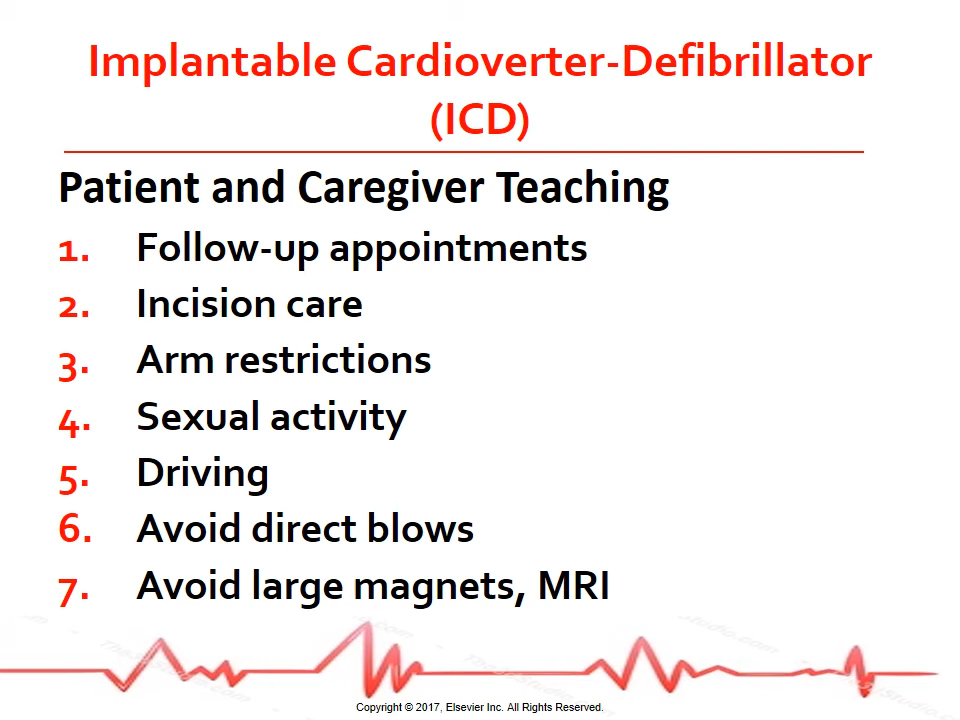 Implantable Cardioverter-Defibrillator
(ICD)
Patient and Caregiver Teaching
1. Follow-up appointments
2. Incision care
3. Arm restrictions
4. Sexual activity
5. Driving
6. Avoid direct blows
7. Avoid large magnets, MRI
Copyright © 2017, Elsevier Inc. All Rights Reserved.